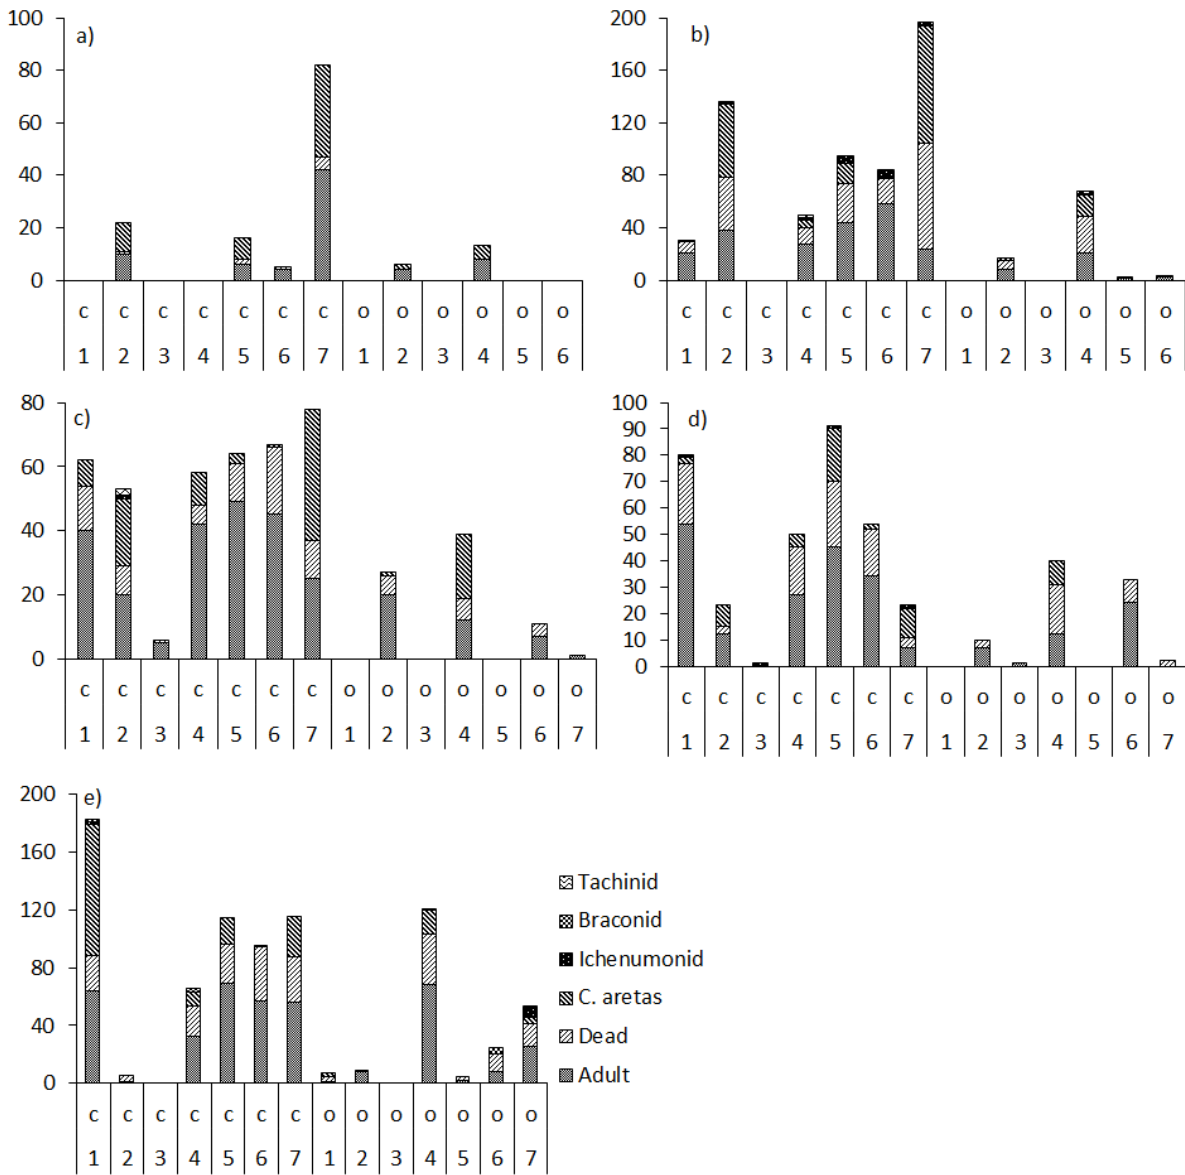 a)
100
80
60
40
20
0
c c c c c c c o o o o o o
1 2 3 4 5 6 7 1 2 3 4 5 6
b)
200
160
120
80
40
0
c c c c c c c o o o o o o
1 2 3 4 5 6 7 1 2 3 4 5 6
c)
80
60
40
20
0
c c c c c c c o o o o o o o
1 2 3 4 5 6 7 1 2 3 4 5 6 7
d)
100
90
80
70
60
50
40
30
20
10
0
c c c c c c c o o o o o o o
1 2 3 4 5 6 7 1 2 3 4 5 6 7
e)
200
160
120
80
40
0
c c c c c c c o o o o o o o
1 2 3 4 5 6 7 1 2 3 4 5 6 7
Tachinid
Braconid
Ichenumonid
C. aretas
Dead
Adult